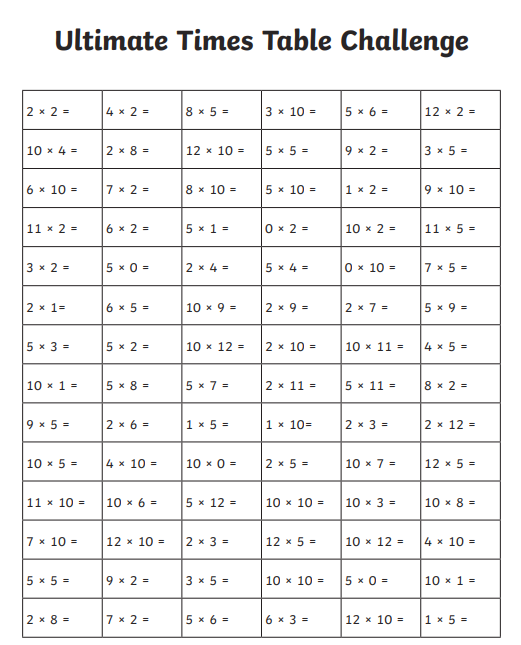 Ultimate Times Table Challenge
2 × 2 = 4 × 2 = 8 × 5 = 3 × 10 = 5 × 6 = 12 × 2 =
10 × 4 = 2 × 8 = 12 × 10 = 5 × 5 = 9 × 2 = 3 × 5 =
6 × 10 = 7 × 2 = 8 × 10 = 5 × 10 = 1 × 2 = 9 × 10 =
11 × 2 = 6 × 2 = 5 × 1 = 0 × 2 = 10 × 2 = 11 × 5 =
3 × 2 = 5 × 0 = 2 × 4 = 5 × 4 = 0 × 10 = 7 × 5 =
2 × 1= 6 × 5 = 10 × 9 = 2 × 9 = 2 × 7 = 5 × 9 =
5 × 3 = 5 × 2 = 10 × 12 = 2 × 10 = 10 × 11 = 4 × 5 =
10 × 1 = 5 × 8 = 5 × 7 = 2 × 11 = 5 × 11 = 8 × 2 =
9 × 5 = 2 × 6 = 1 × 5 = 1 × 10= 2 × 3 = 2 × 12 =
10 × 5 = 4 × 10 = 10 × 0 = 2 × 5 = 10 × 7 = 12 × 5 =
11 × 10 = 10 × 6 = 5 × 12 = 10 × 10 = 10 × 3 = 10 × 8 =
7 × 10 = 12 × 10 = 2 × 3 = 12 × 5 = 10 × 12 = 4 × 10 =
5 × 5 = 9 × 2 = 3 × 5 = 10 × 10 = 5 × 0 = 10 × 1 =
2 × 8 = 7 × 2 = 5 × 6 = 6 × 3 = 12 × 10 = 1 × 5 =